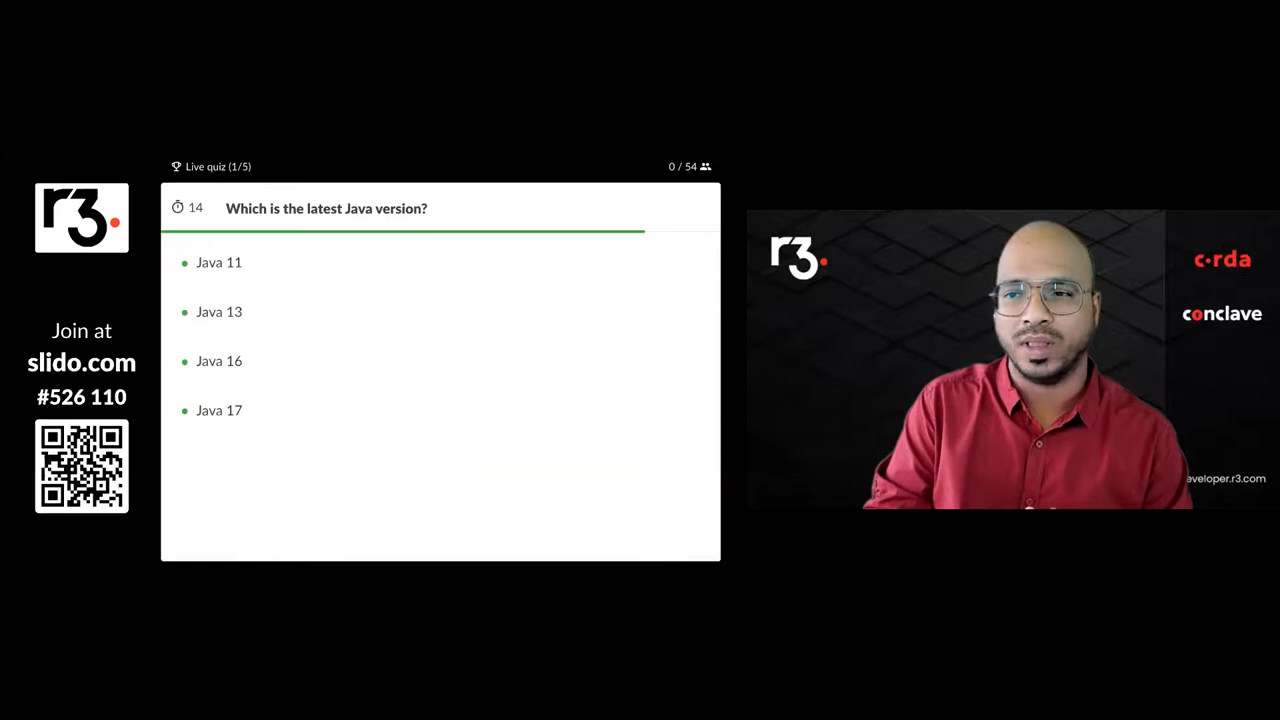 Live quiz (1/5)
0 / 54
r3.
14
Which is the latest Java version?
Java 11
Java 13
Java 16
Java 17
Join at
slido.com
#526 110
r3.
c•rda
conclave
eveloper.r3.com